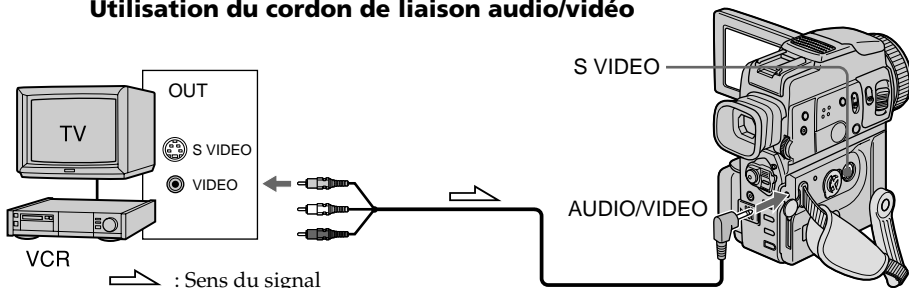 Utilisation du cordon de liaison audio/vidéo
S VIDEO
OUT
TV
S VIDEO
VIDEO
AUDIO/VIDEO
VCR
: Sens du signal